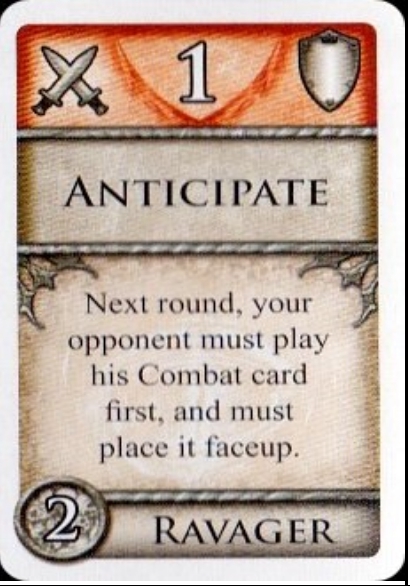 1
ANTICIPATE
Next round, your
opponent must play
his Combat card
first, and must
place it faceup.
2 RAVAGER